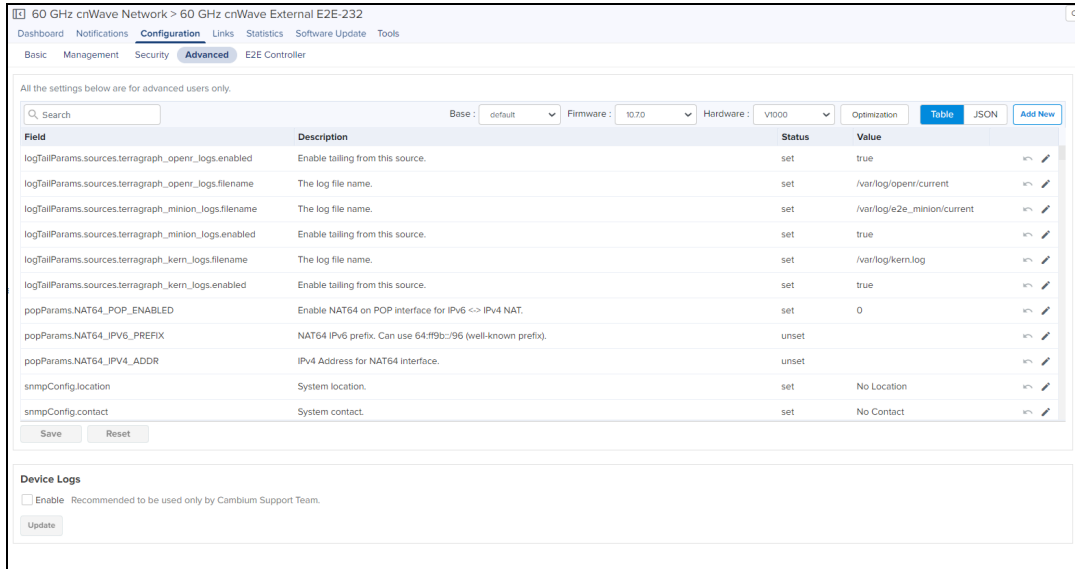 60 GHz cnWave Network > 60 GHz cnWave External E2E-232
Dashboard Notifications Configuration Links Statistics Software Update Tools
Basic Management Security Advanced E2E Controller
All the settings below are for advanced users only.
Search Base : default Firmware : 10.7.0 Hardware : V1000 Optimization Table JSON Add New
Field Description Status Value
logTailParams.sources.terragraph_openr_logs.enabled Enable tailing from this source. set true
logTailParams.sources.terragraph_openr_logs.filename The log file name. set /var/log/openr/current
logTailParams.sources.terragraph_minion_logs.filename The log file name. set /var/log/e2e_minion/current
logTailParams.sources.terragraph_minion_logs.enabled Enable tailing from this source. set true
logTailParams.sources.terragraph_kern_logs.filename The log file name. set /var/log/kern.log
logTailParams.sources.terragraph_kern_logs.enabled Enable tailing from this source. set true
popParams.NAT64_POP_ENABLED Enable NAT64 on POP interface for IPv6 <-> IPv4 NAT. set 0
popParams.NAT64_IPV6_PREFIX NAT64 IPv6 prefix. Can use 64:ff9b::/96 (well-known prefix). unset
popParams.NAT64_IPV4_ADDR IPv4 Address for NAT64 interface. unset
snmpConfig.location System location. set No Location
snmpConfig.contact System contact. set No Contact
Save Reset
Device Logs
Enable Recommended to be used only by Cambium Support Team.
Update